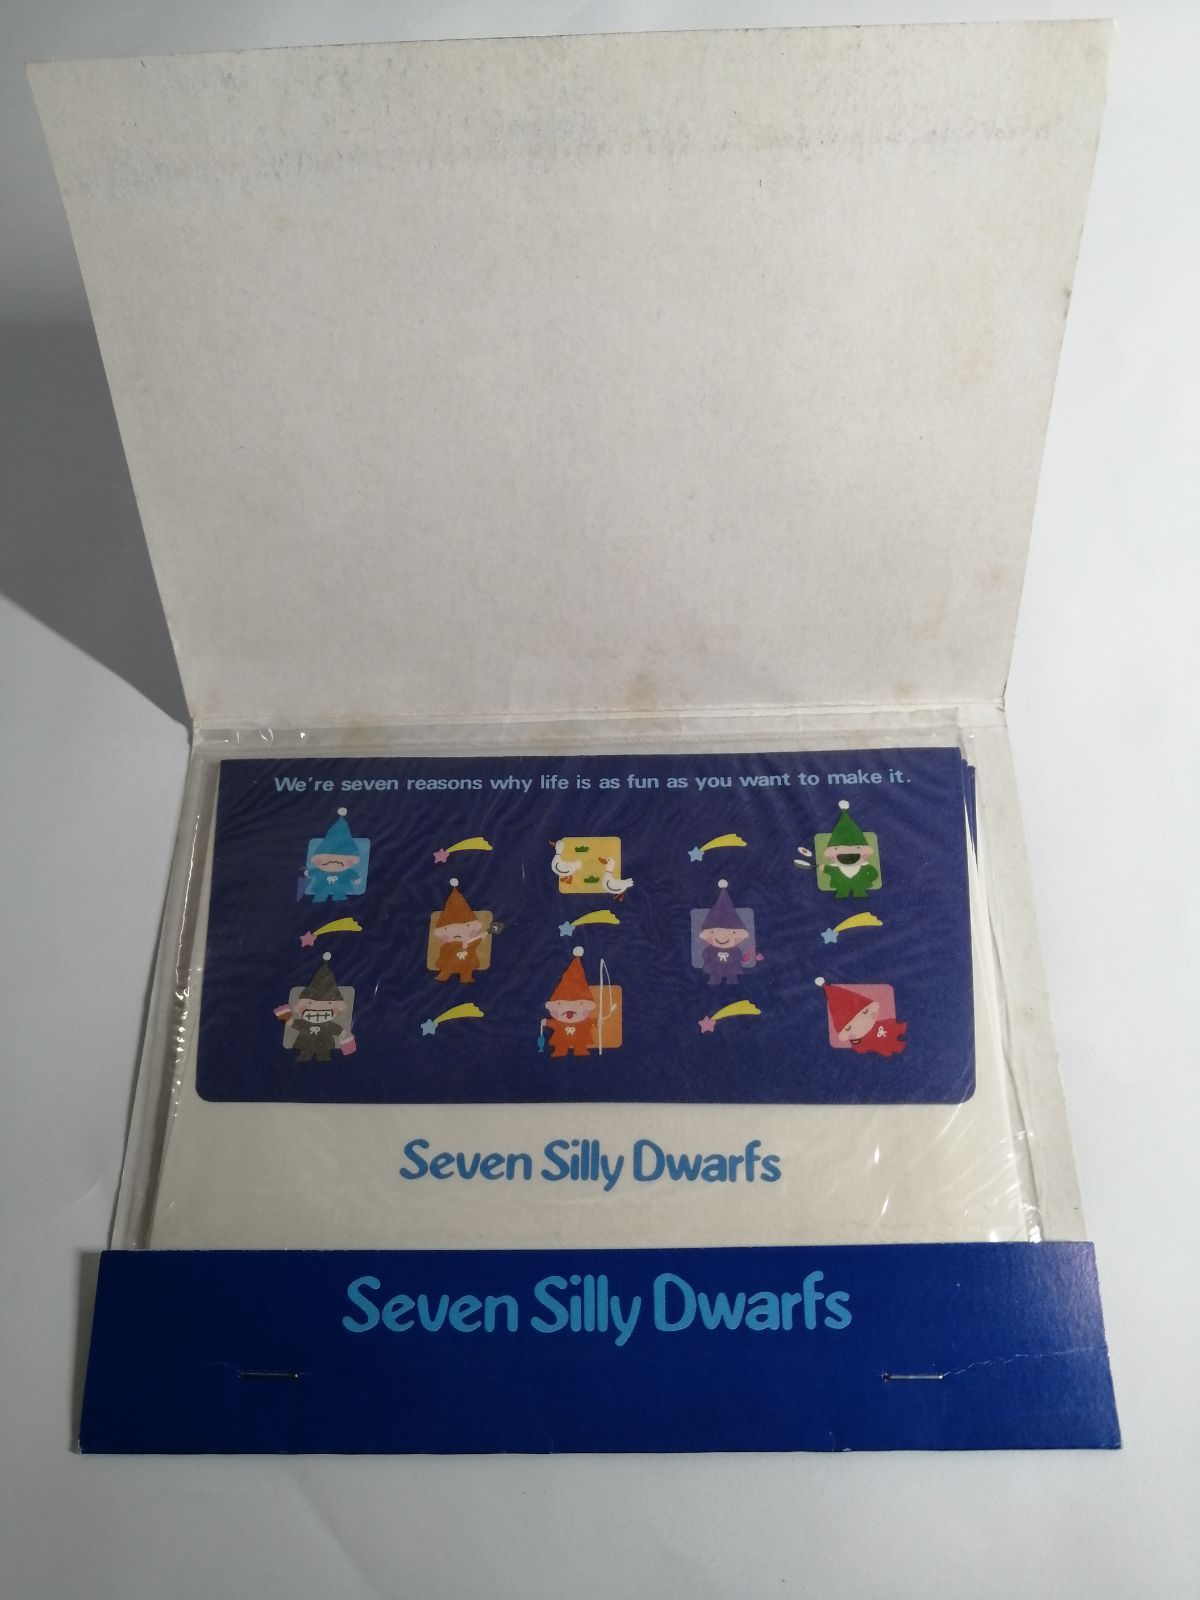 We're seven reasons why life is as fun as you want to make it.
Seven Silly Dwarfs
Seven Silly Dwarfs